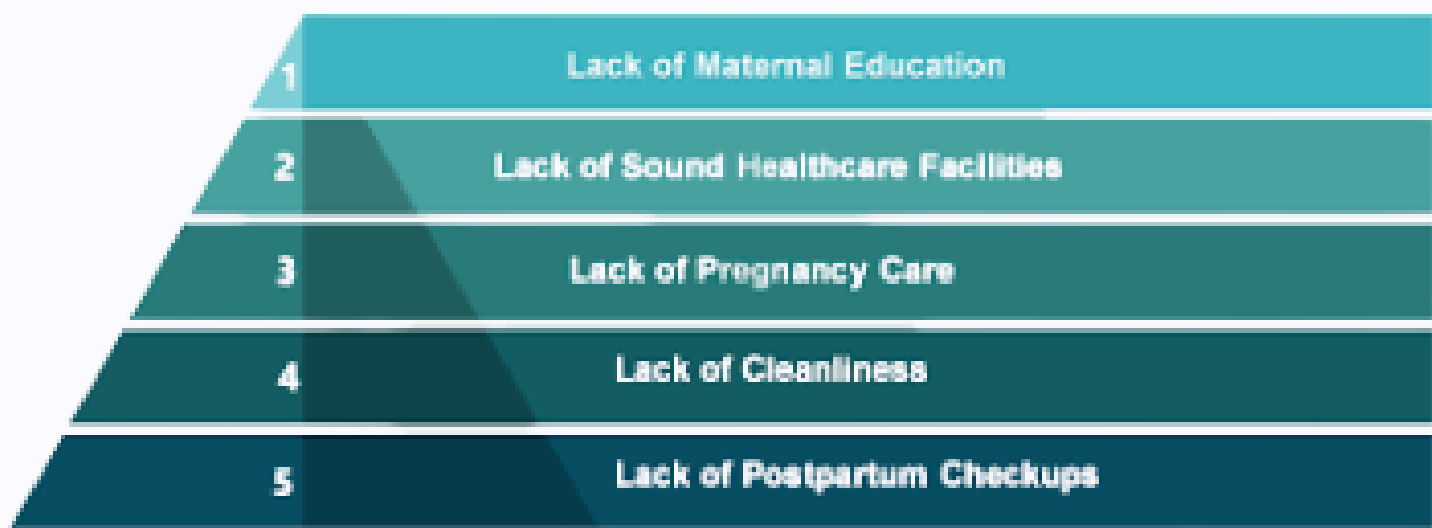 1 Lack of Maternal Education
2 Lack of Sound Healthcare Facilities
3 Lack of Pregnancy Care
4 Lack of Cleanliness
5 Lack of Postpartum Checkups